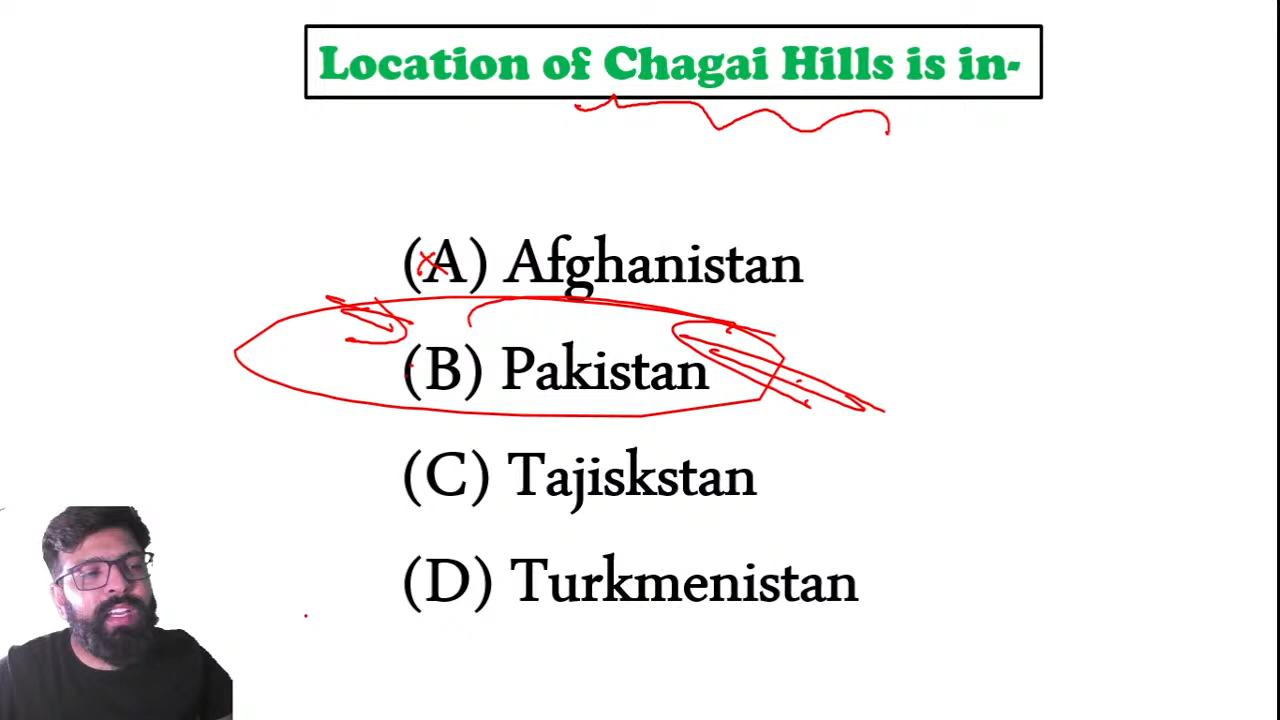 Location of Chagai Hills is in-
(A) Afghanistan
(B) Pakistan
(C) Tajiskstan
(D) Turkmenistan